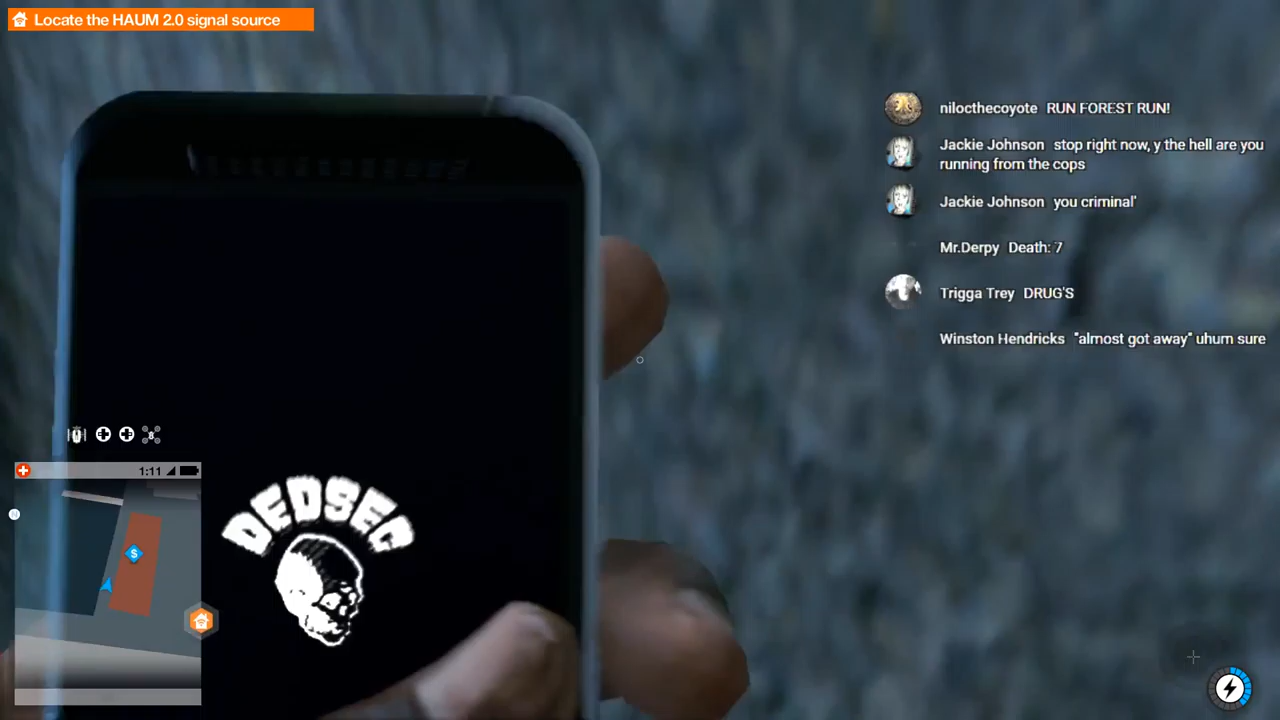 Locate the HAUM 2.0 signal source
nilocthecoyote RUN FOREST RUN!
Jackie Johnson stop right now, y the hell are you
running from the cops
Jackie Johnson you criminal'
Mr.Derpy Death: 7
Trigga Trey DRUG'S
Winston Hendricks "almost got away" uhum sure
8
1:11
$
DEDSEC